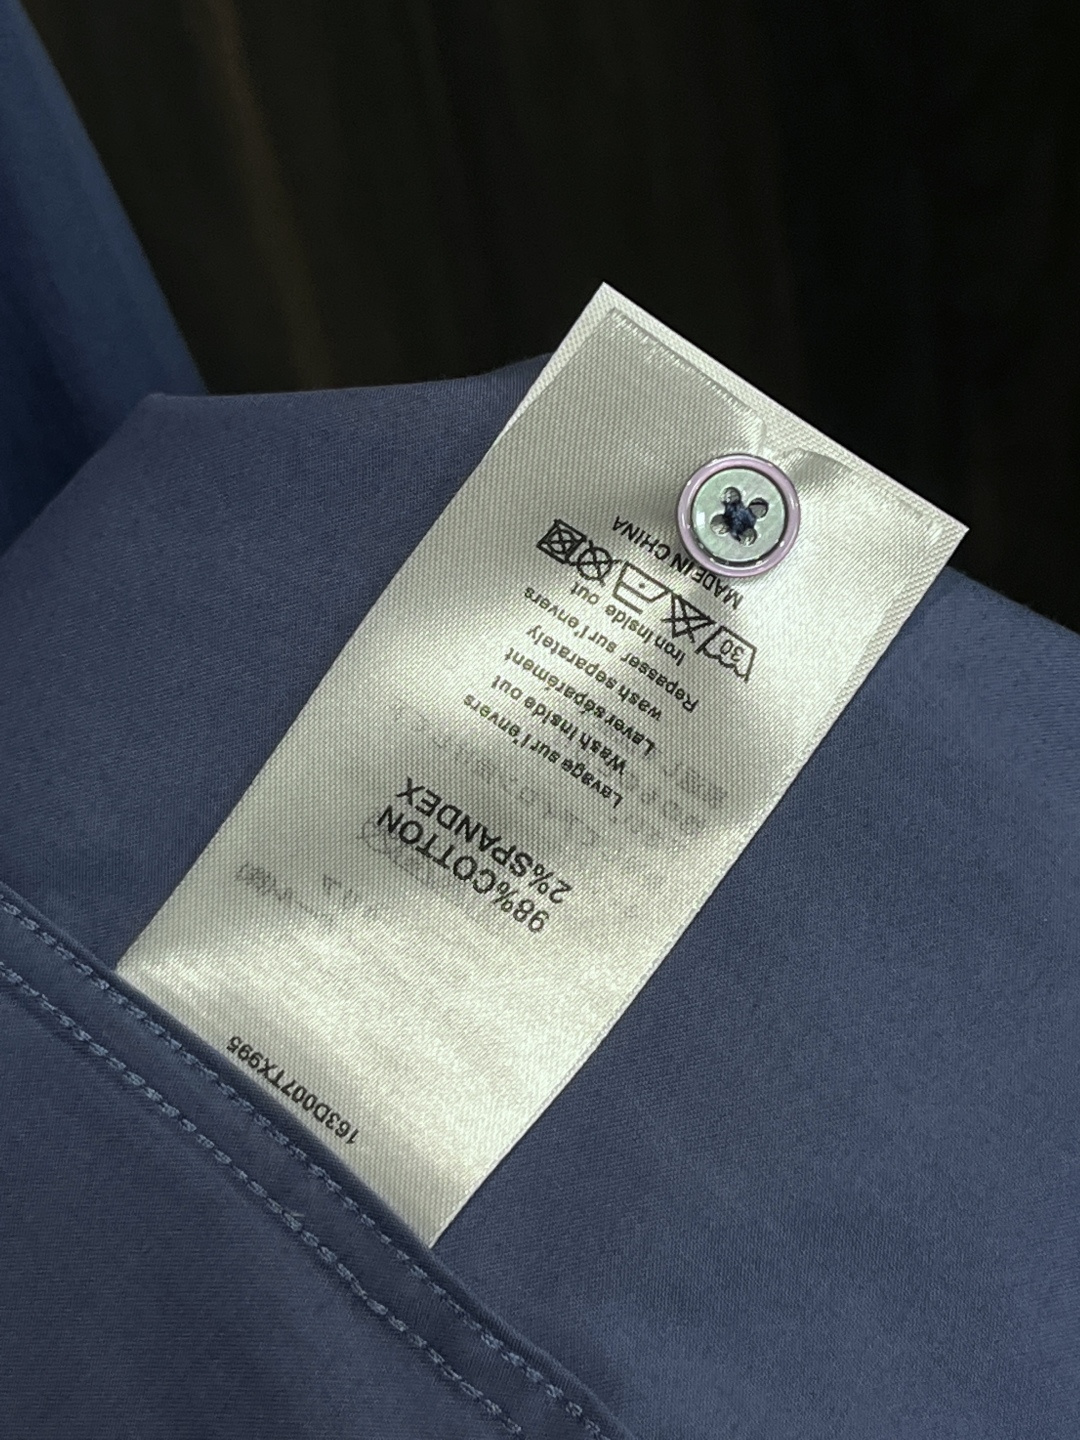 163D007TX995
98%COTTON
2%SPANDEX
Lavage sur l'envers
Wash Inside out
Laver séparément
wash separately
Repasser sur l'envers
Iron Inside out
30
MADE IN CHINA